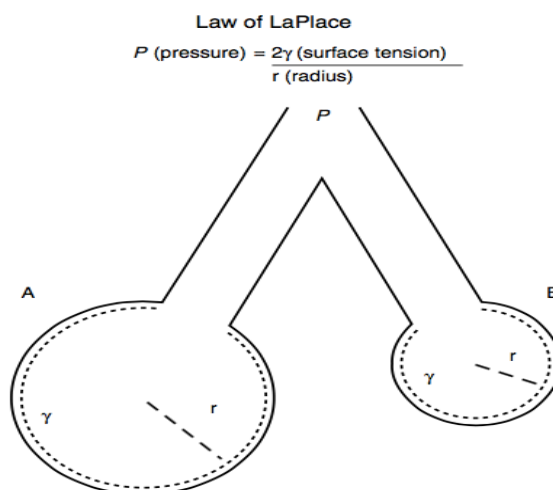 Law of LaPlace
P (pressure) = 2γ (surface tension)
r (radius)
P
A
B
r
γ
γ
r